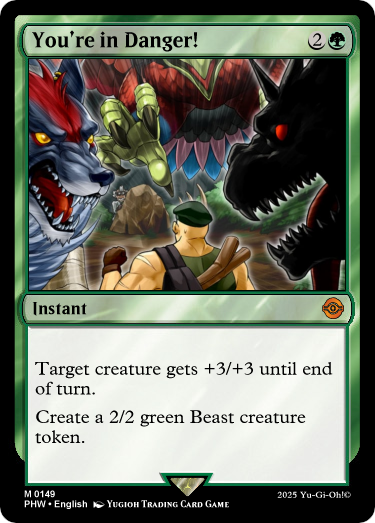 You're in Danger! 2
Instant
Target creature gets +3/+3 until end
of turn.
Create a 2/2 green Beast creature
token.
M 0149
PHW • English Yugioh Trading Card Game
2025 Yu-Gi-Oh!©